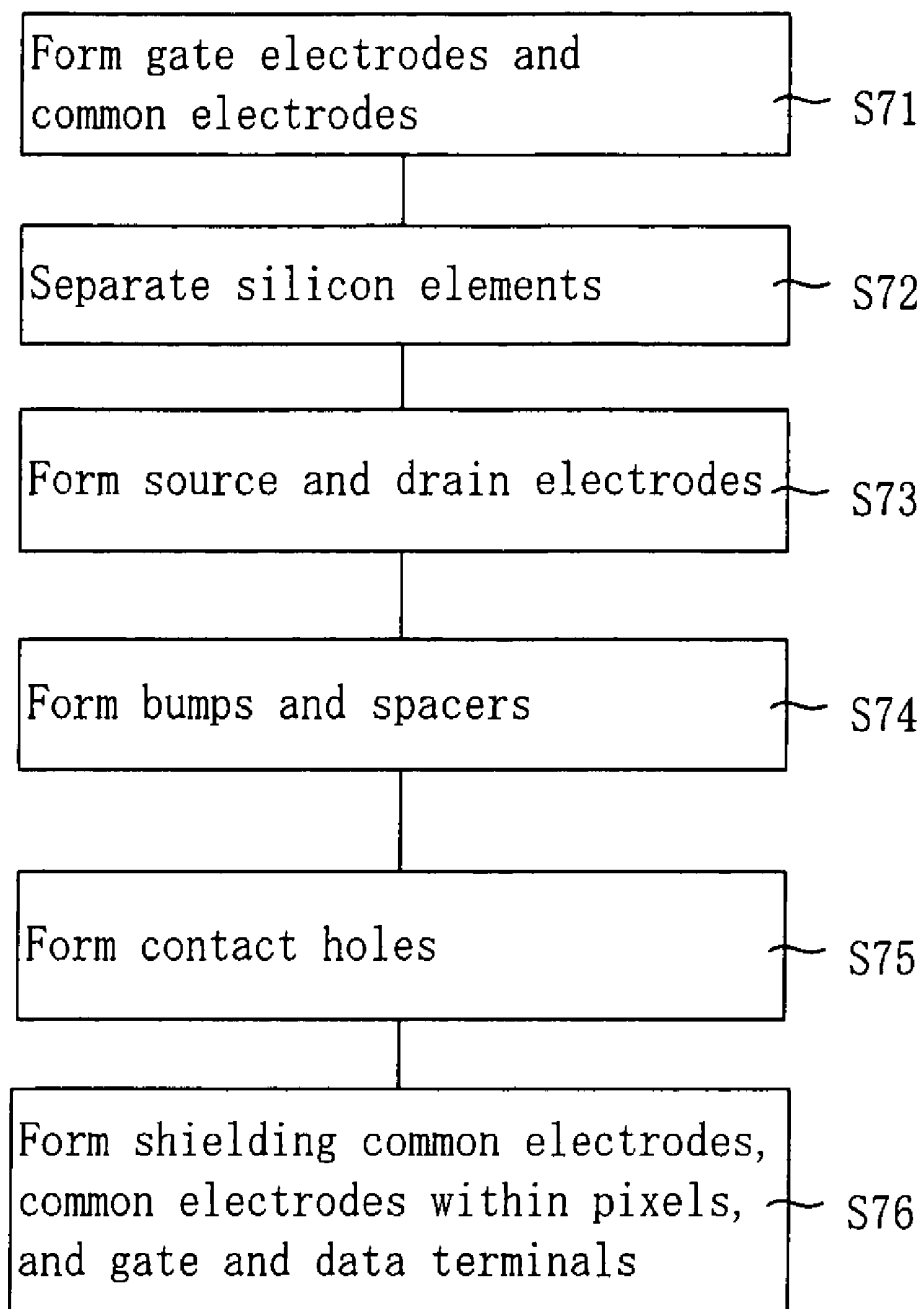 Form gate electrodes and
common electrodes
S71
Separate silicon elements
S72
Form source and drain electrodes
S73
Form bumps and spacers
S74
Form contact holes
S75
Form shielding common electrodes,
common electrodes within pixels,
and gate and data terminals
S76